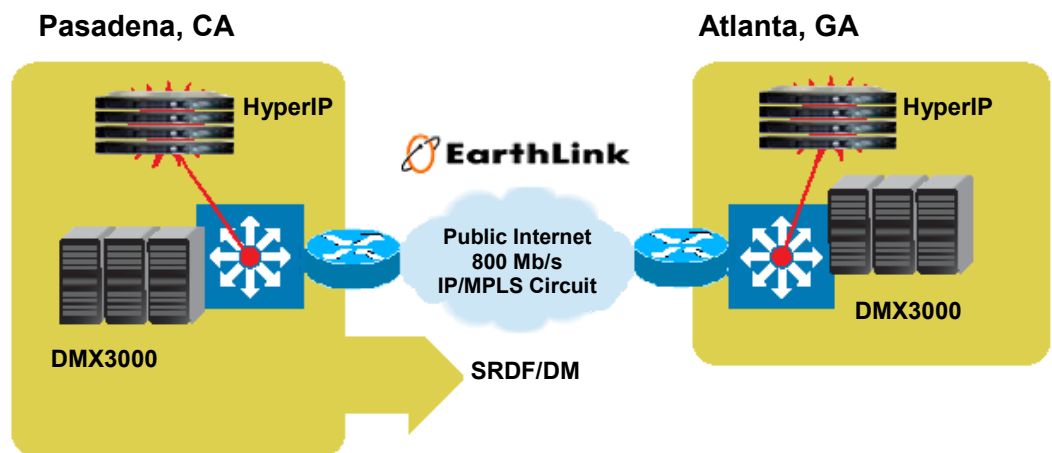 Pasadena, CA
Atlanta, GA
HyperIP
HyperIP
EarthLink
Public Internet
800 Mb/s
IP/MPLS Circuit
DMX3000
DMX3000
SRDF/DM